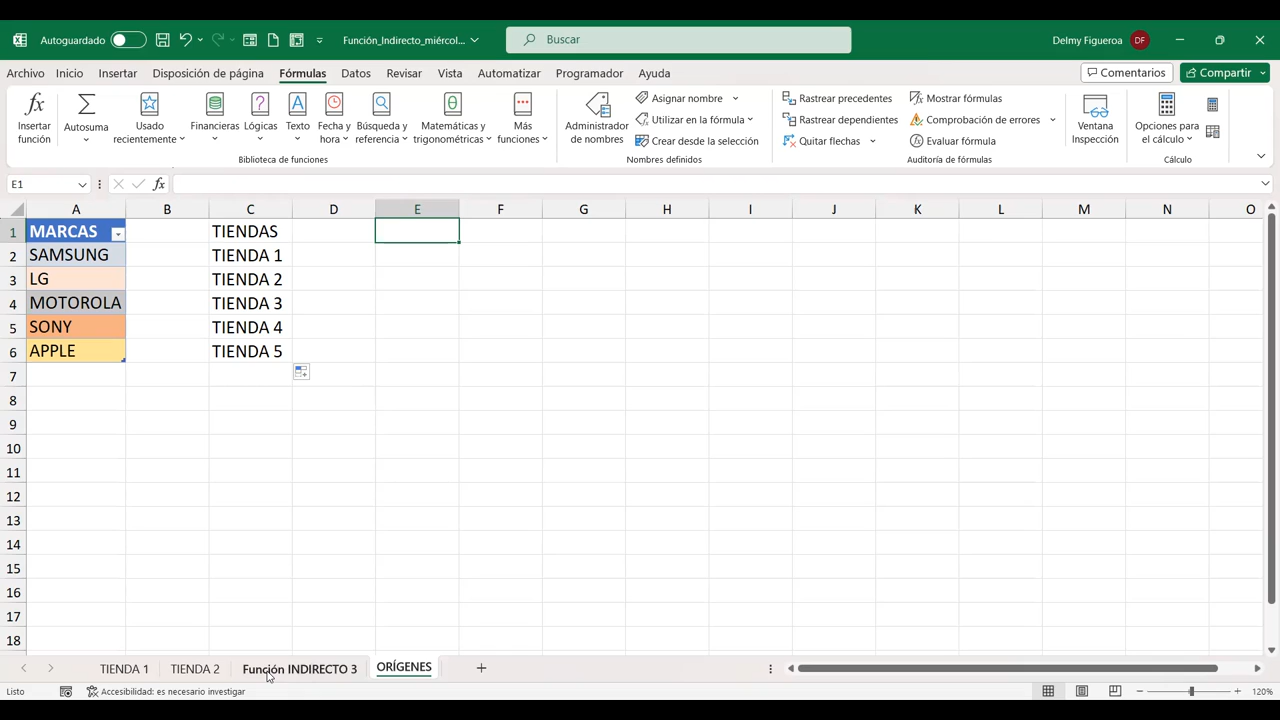 Autoguardado
Función_Indirecto_miércol...
Buscar
Delmy Figueroa
DF
Archivo
Inicio
Insertar
Disposición de página
Fórmulas
Datos
Revisar
Vista
Automatizar
Programador
Ayuda
Comentarios
Compartir
Insertar función
Autosuma
Usado recientemente
Financieras
Lógicas
Texto
Fecha y hora
Búsqueda y referencia
Matemáticas y trigonométricas
Más funciones
Biblioteca de funciones
Administrador de nombres
Asignar nombre
Utilizar en la fórmula
Crear desde la selección
Nombres definidos
Rastrear precedentes
Rastrear dependientes
Quitar flechas
Mostrar fórmulas
Comprobación de errores
Evaluar fórmula
Auditoría de fórmulas
Ventana Inspección
Opciones para el cálculo
Cálculo
E1
fx
A B C D E F G H I J K L M N O
1 MARCAS TIENDAS
2 SAMSUNG TIENDA 1
3 LG TIENDA 2
4 MOTOROLA TIENDA 3
5 SONY TIENDA 4
6 APPLE TIENDA 5
7
8
9
10
11
12
13
14
15
16
17
18
TIENDA 1
TIENDA 2
Función INDIRECTO 3
ORÍGENES
Listo
Accesibilidad: es necesario investigar
120%